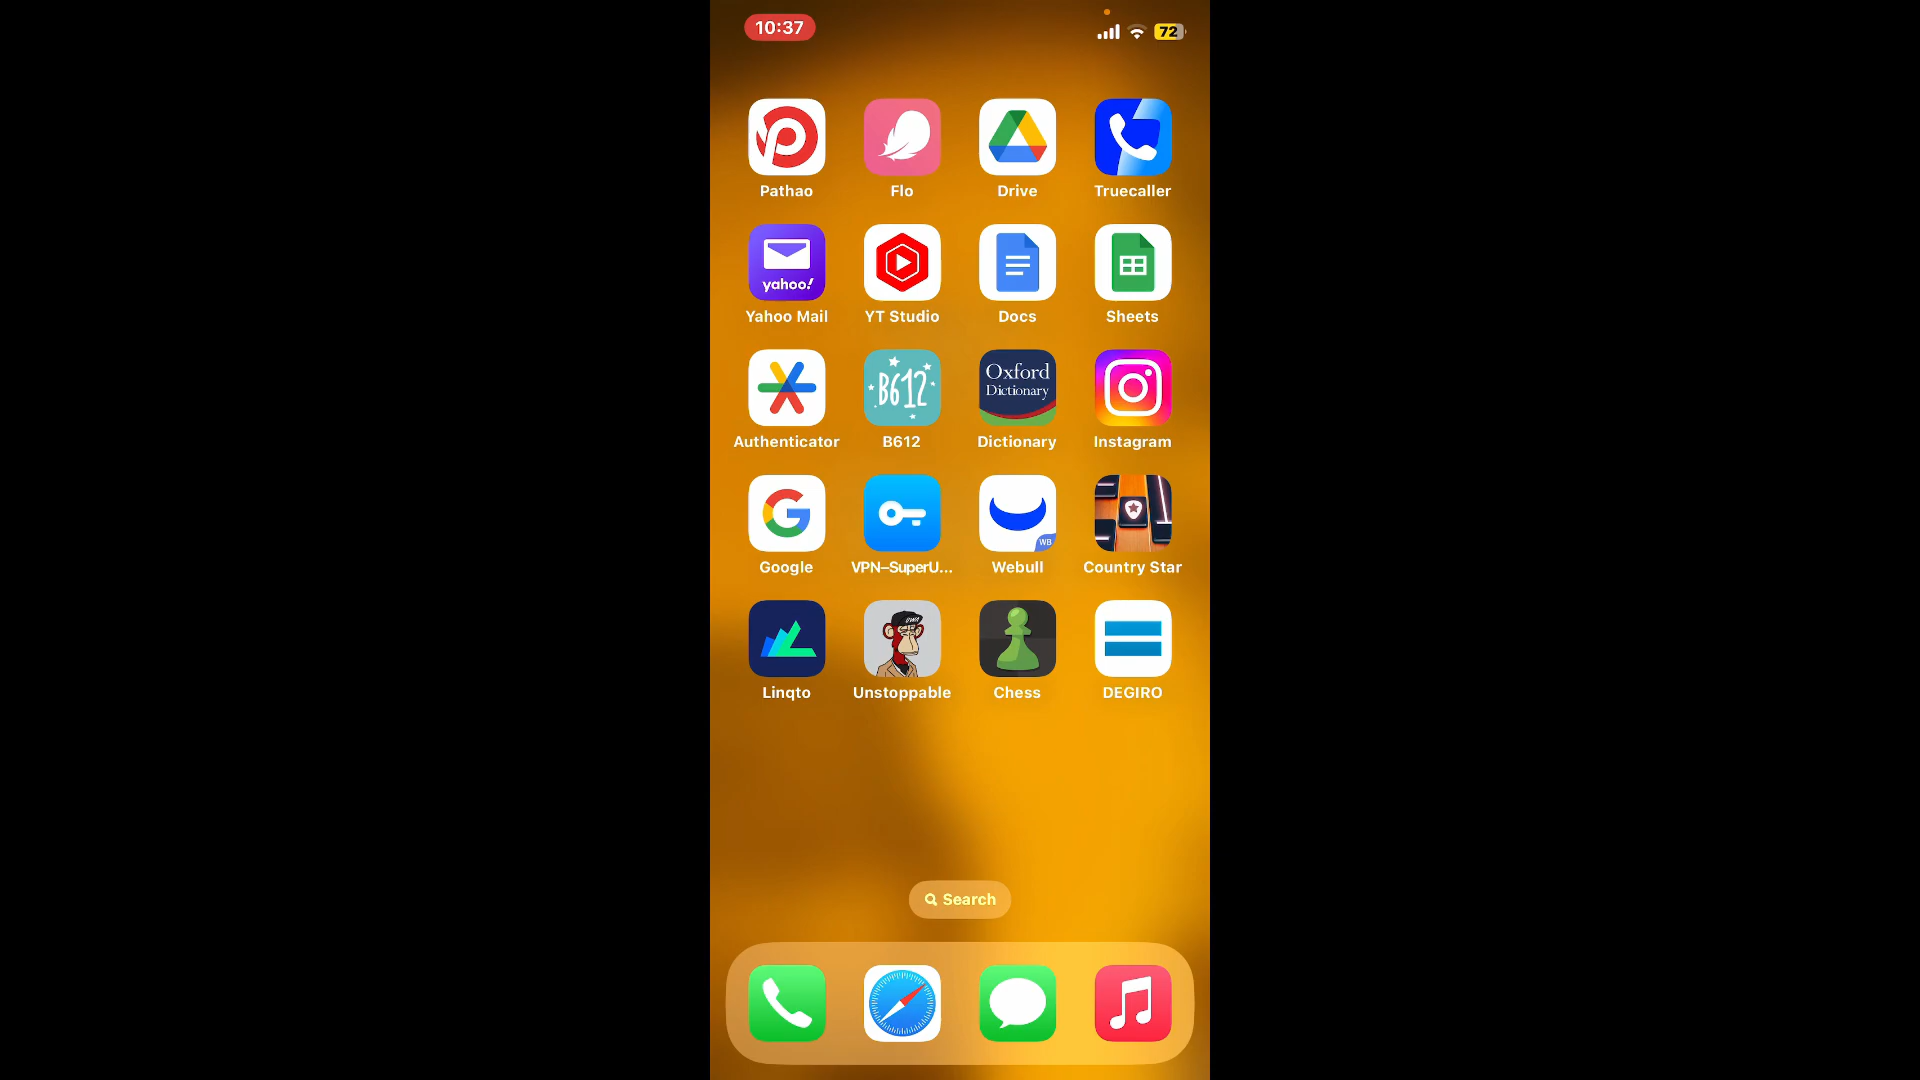 10:37
72
Pathao
Flo
Drive
Truecaller
yahoo!
Yahoo Mail
YT Studio
Docs
Sheets
B612
Oxford
Dictionary
Authenticator
B612
Dictionary
Instagram
WB
Google
VPN–SuperU...
Webull
Country Star
Linqto
Unstoppable
Chess
DEGIRO
Search